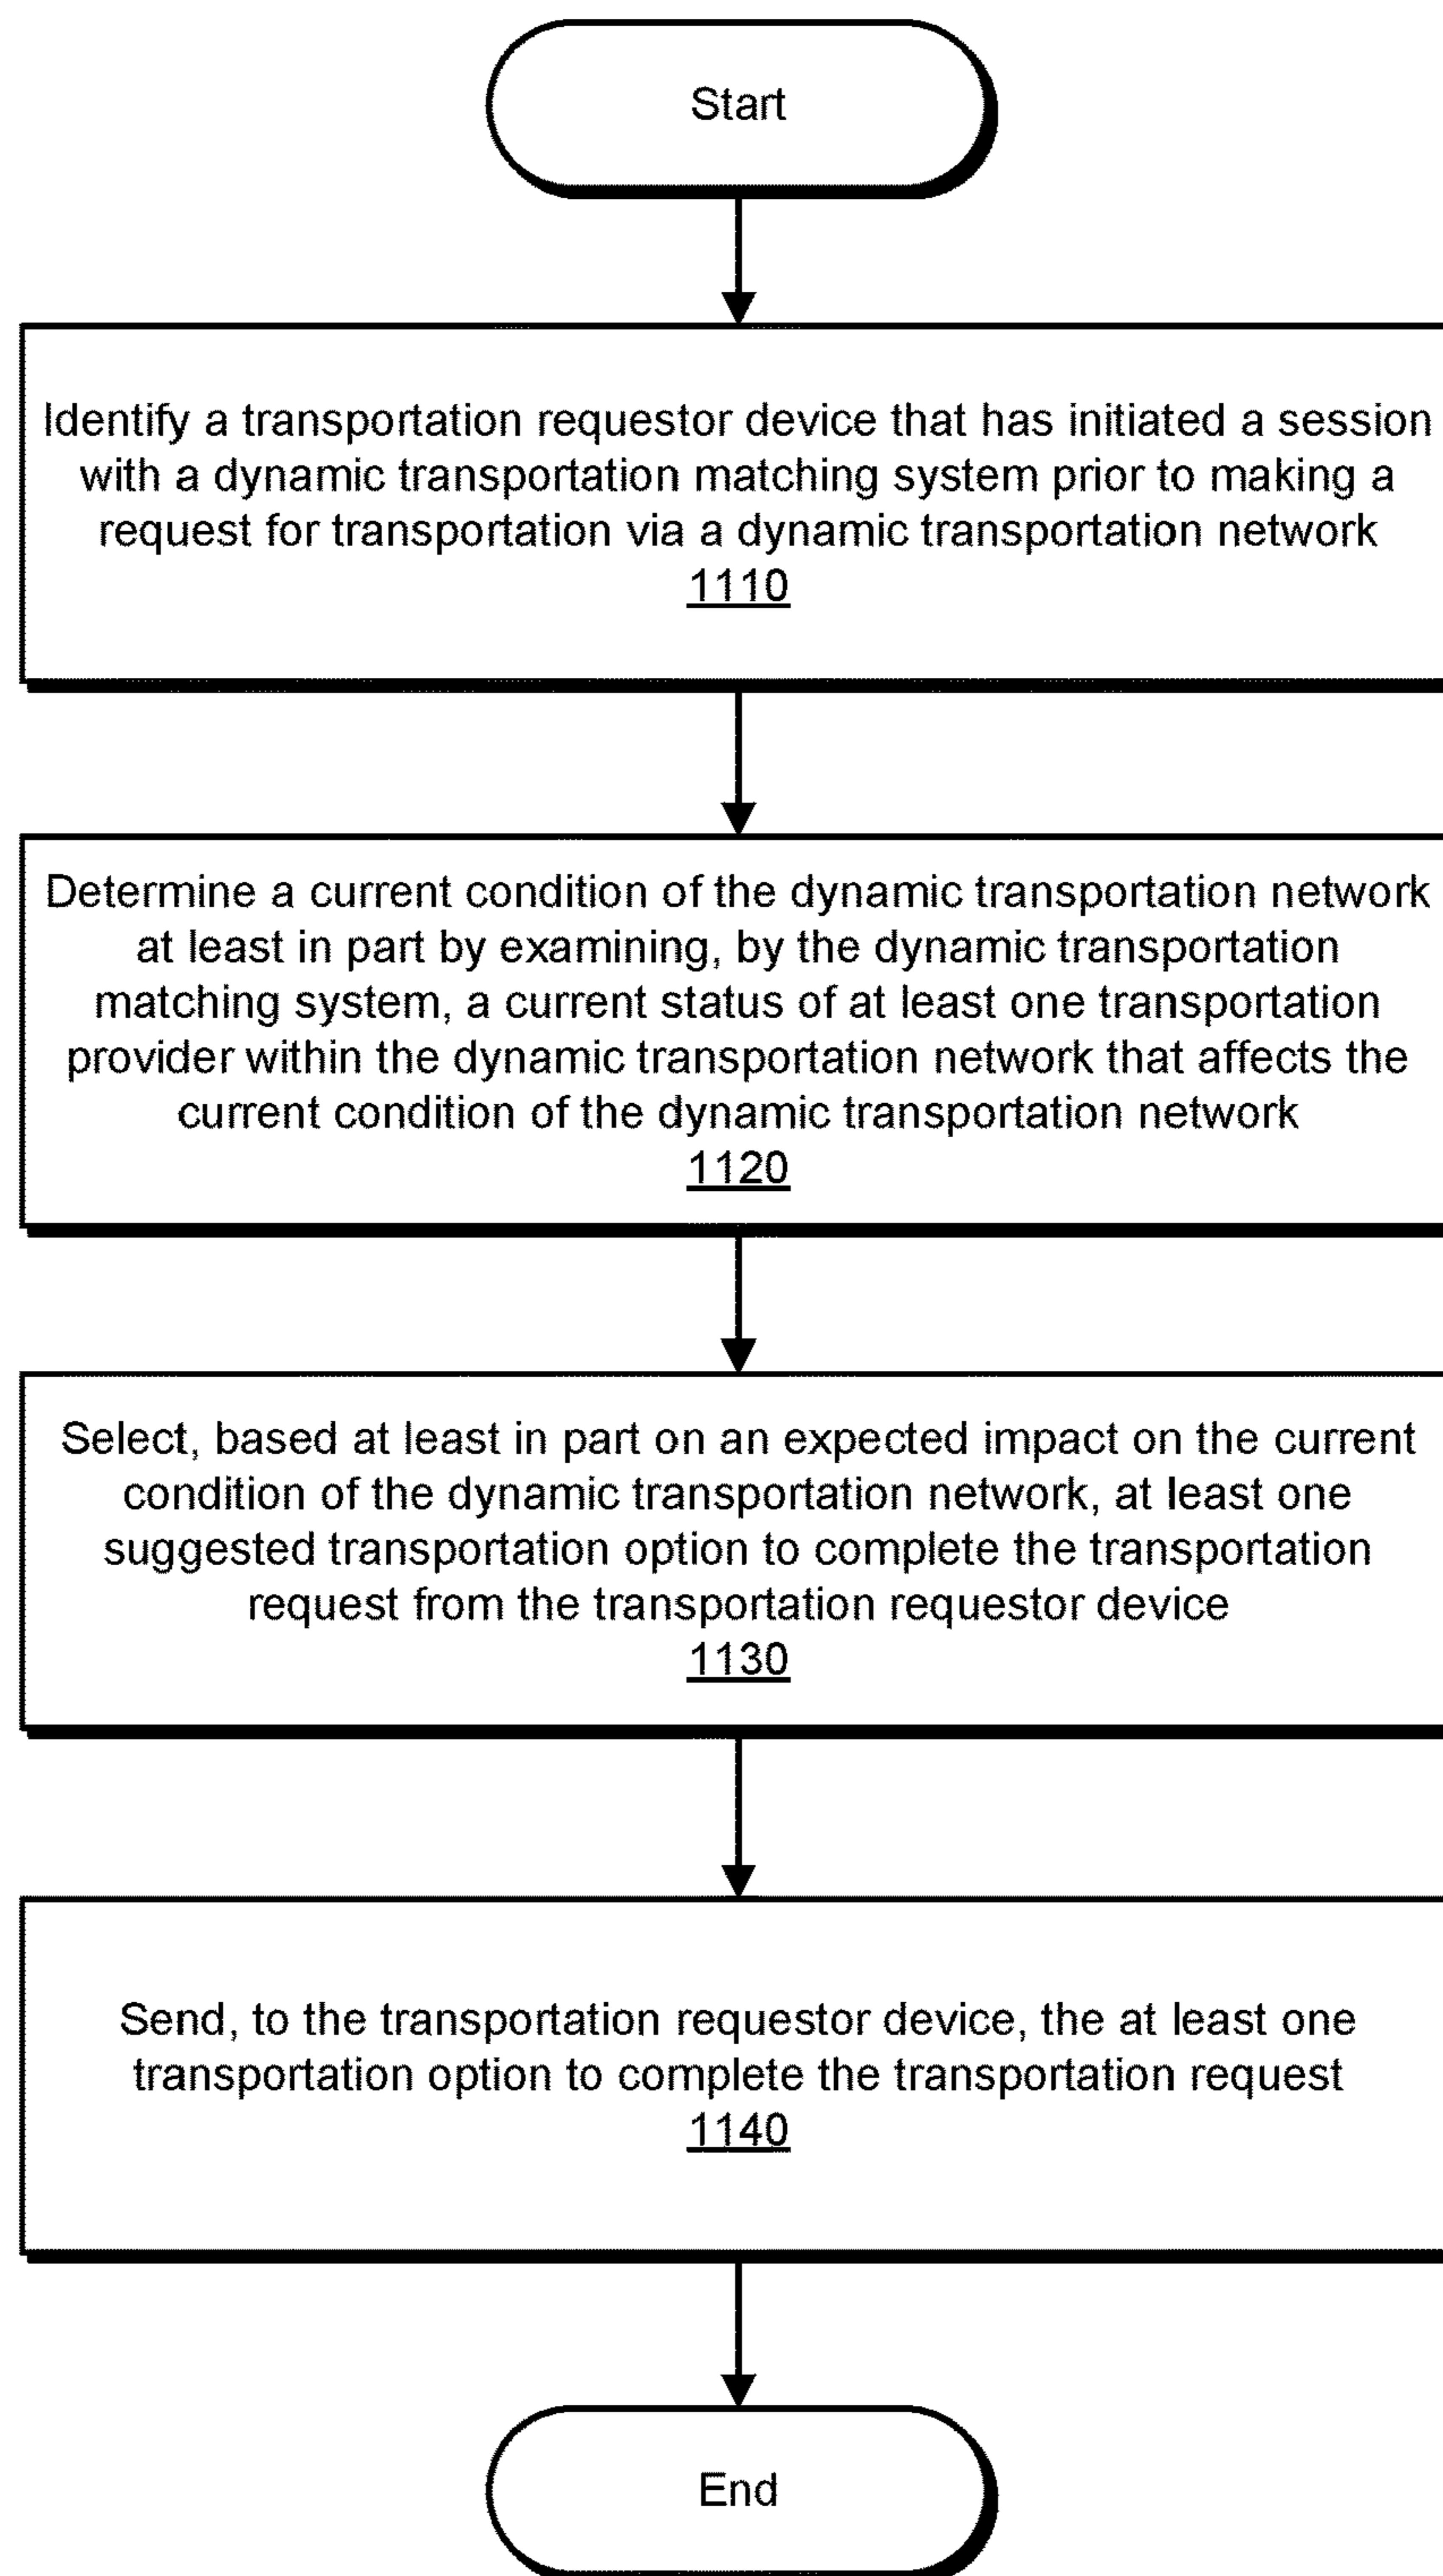 Start
Identify a transportation requestor device that has initiated a session
with a dynamic transportation matching system prior to making a
request for transportation via a dynamic transportation network
1110
Determine a current condition of the dynamic transportation network
at least in part by examining, by the dynamic transportation
matching system, a current status of at least one transportation
provider within the dynamic transportation network that affects the
current condition of the dynamic transportation network
1120
Select, based at least in part on an expected impact on the current
condition of the dynamic transportation network, at least one
suggested transportation option to complete the transportation
request from the transportation requestor device
1130
Send, to the transportation requestor device, the at least one
transportation option to complete the transportation request
1140
End